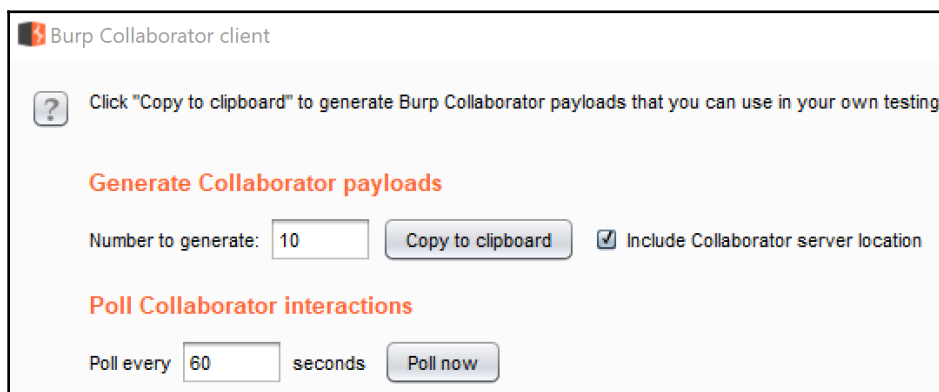 Burp Collaborator client
? Click "Copy to clipboard" to generate Burp Collaborator payloads that you can use in your own testing
Generate Collaborator payloads
Number to generate: 10 Copy to clipboard Include Collaborator server location
Poll Collaborator interactions
Poll every 60 seconds Poll now